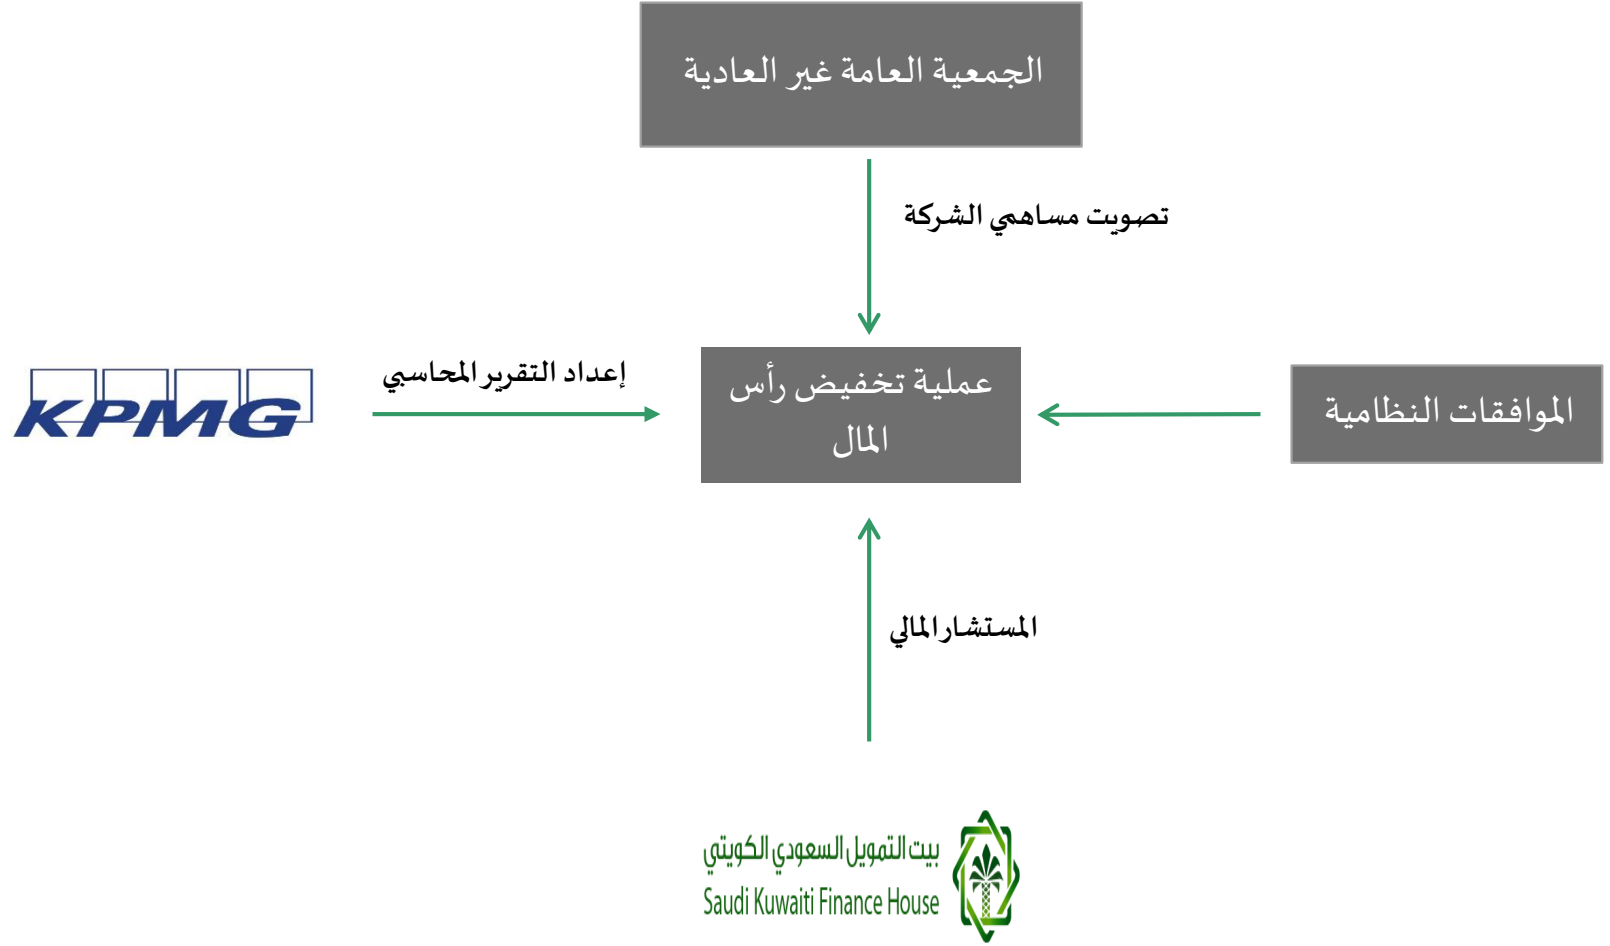 الجمعية العامة غير العادية
تصويت مساهمي الشركة
الموافقات النظامية
عملية تخفيض رأس
المال
إعداد التقرير المحاسبي
KPMG
المستشار المالي
بيت التمويل السعودي الكويتي
Saudi Kuwaiti Finance House